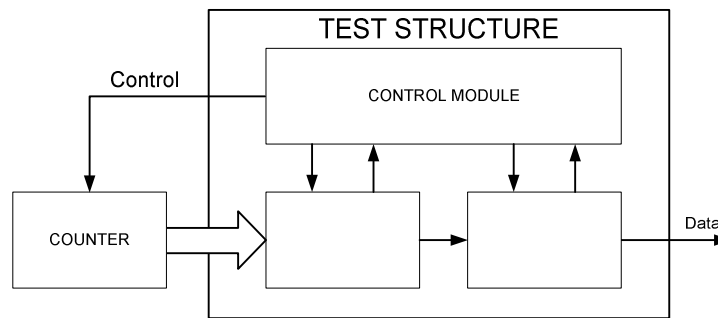 TEST STRUCTURE
Control
CONTROL MODULE
COUNTER
Data